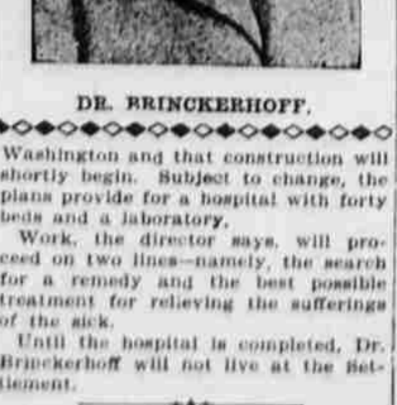 DR. BRINCKERHOFF.
Washington and that construction will
shortly begin. Subject to change, the
plans provide for a hospital with forty
beds and a laboratory.
Work, the director says, will pro-
ceed on two lines—namely, the search
for a remedy and the best possible
treatment for relieving the sufferings
of the sick.
Until the hospital is completed, Dr.
Brinckerhoff will not live at the Set-
tlement.